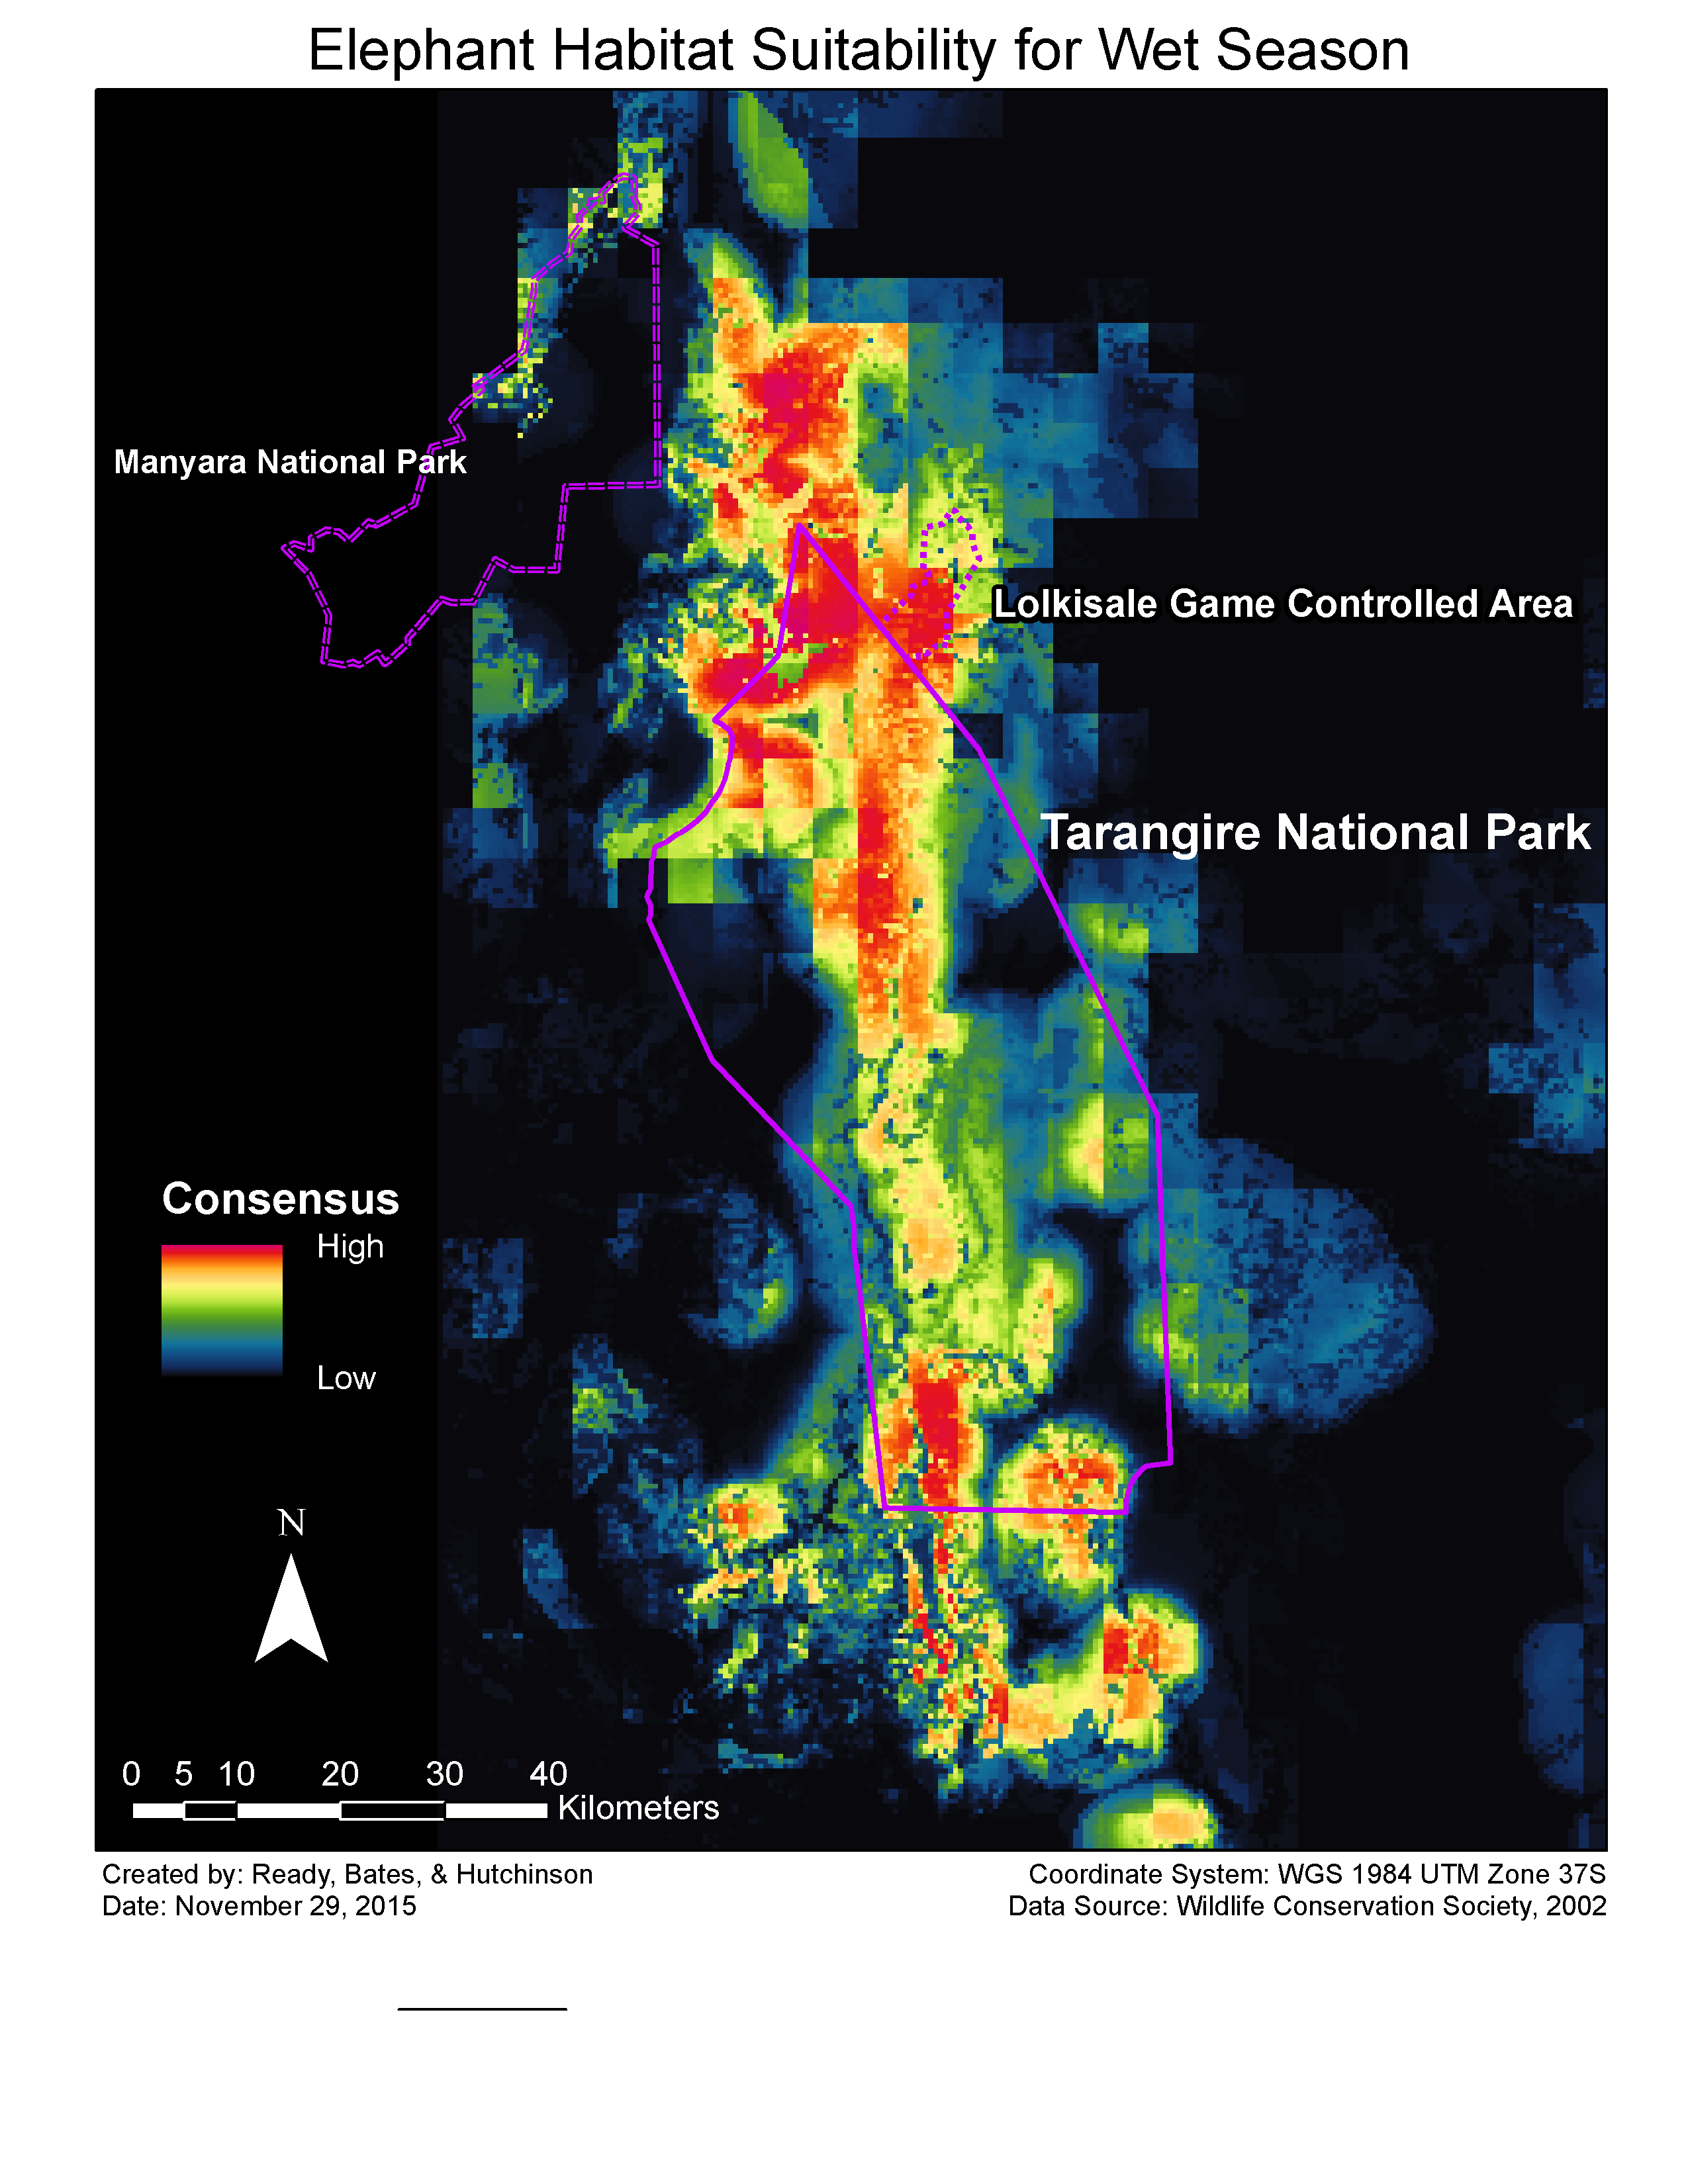 Elephant Habitat Suitability for Wet Season
Manyara National Park
Lolkisale Game Controlled Area
Tarangire National Park
Consensus
High
Low
N
0 5 10 20 30 40
Kilometers
Created by: Ready, Bates, & Hutchinson
Date: November 29, 2015
Coordinate System: WGS 1984 UTM Zone 37S
Data Source: Wildlife Conservation Society, 2002